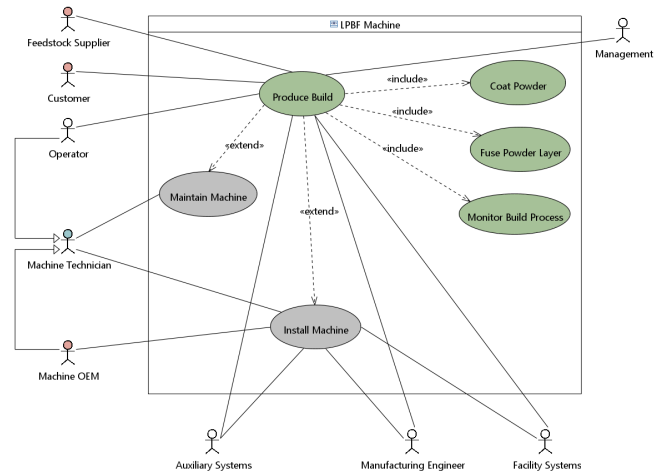 LPBF Machine
Feedstock Supplier
Management
Customer
Produce Build
«include»
Coat Powder
«include»
Operator
«extend»
«include»
Fuse Powder Layer
Maintain Machine
«extend»
Monitor Build Process
Machine Technician
Install Machine
Machine OEM
Auxiliary Systems
Manufacturing Engineer
Facility Systems